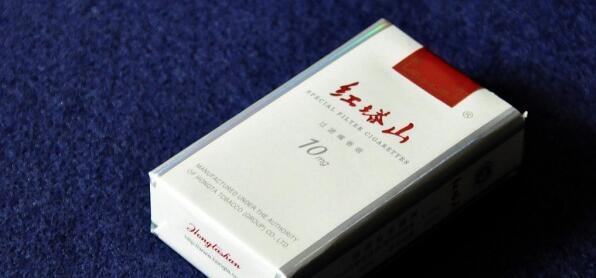 红塔山
®
SPECIAL FILTER CIGARETTES
过滤嘴香烟
10mg
MANUFACTURED UNDER THE AUTHORITY
OF HONGTA TOBACCO (GROUP) CO., LTD.
Hongtashan